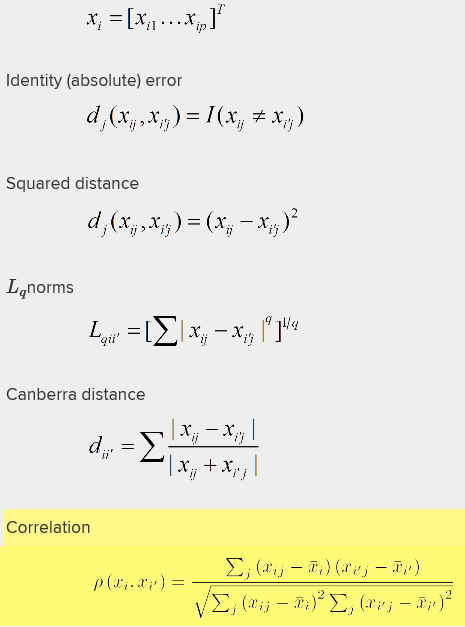 x_i = [x_{i1} ... x_{ip}]^T
Identity (absolute) error
d_j(x_{ij}, x_{i'j}) = I(x_{ij} ≠ x_{i'j})
Squared distance
d_j(x_{ij}, x_{i'j}) = (x_{ij} − x_{i'j})^2
L_q norms
L_{qii'} = [∑ | x_{ij} − x_{i'j} |^q ]^{1/q}
Canberra distance
d_{ii'} = ∑ | x_{ij} − x_{i'j} | / | x_{ij} + x_{i'j} |
Correlation
ρ(x_i, x_{i'}) = ∑_j (x_{ij} − x̄_i)(x_{i'j} − x̄_{i'}) / √(∑_j (x_{ij} − x̄_i)^2 ∑_j (x_{i'j} − x̄_{i'})^2)